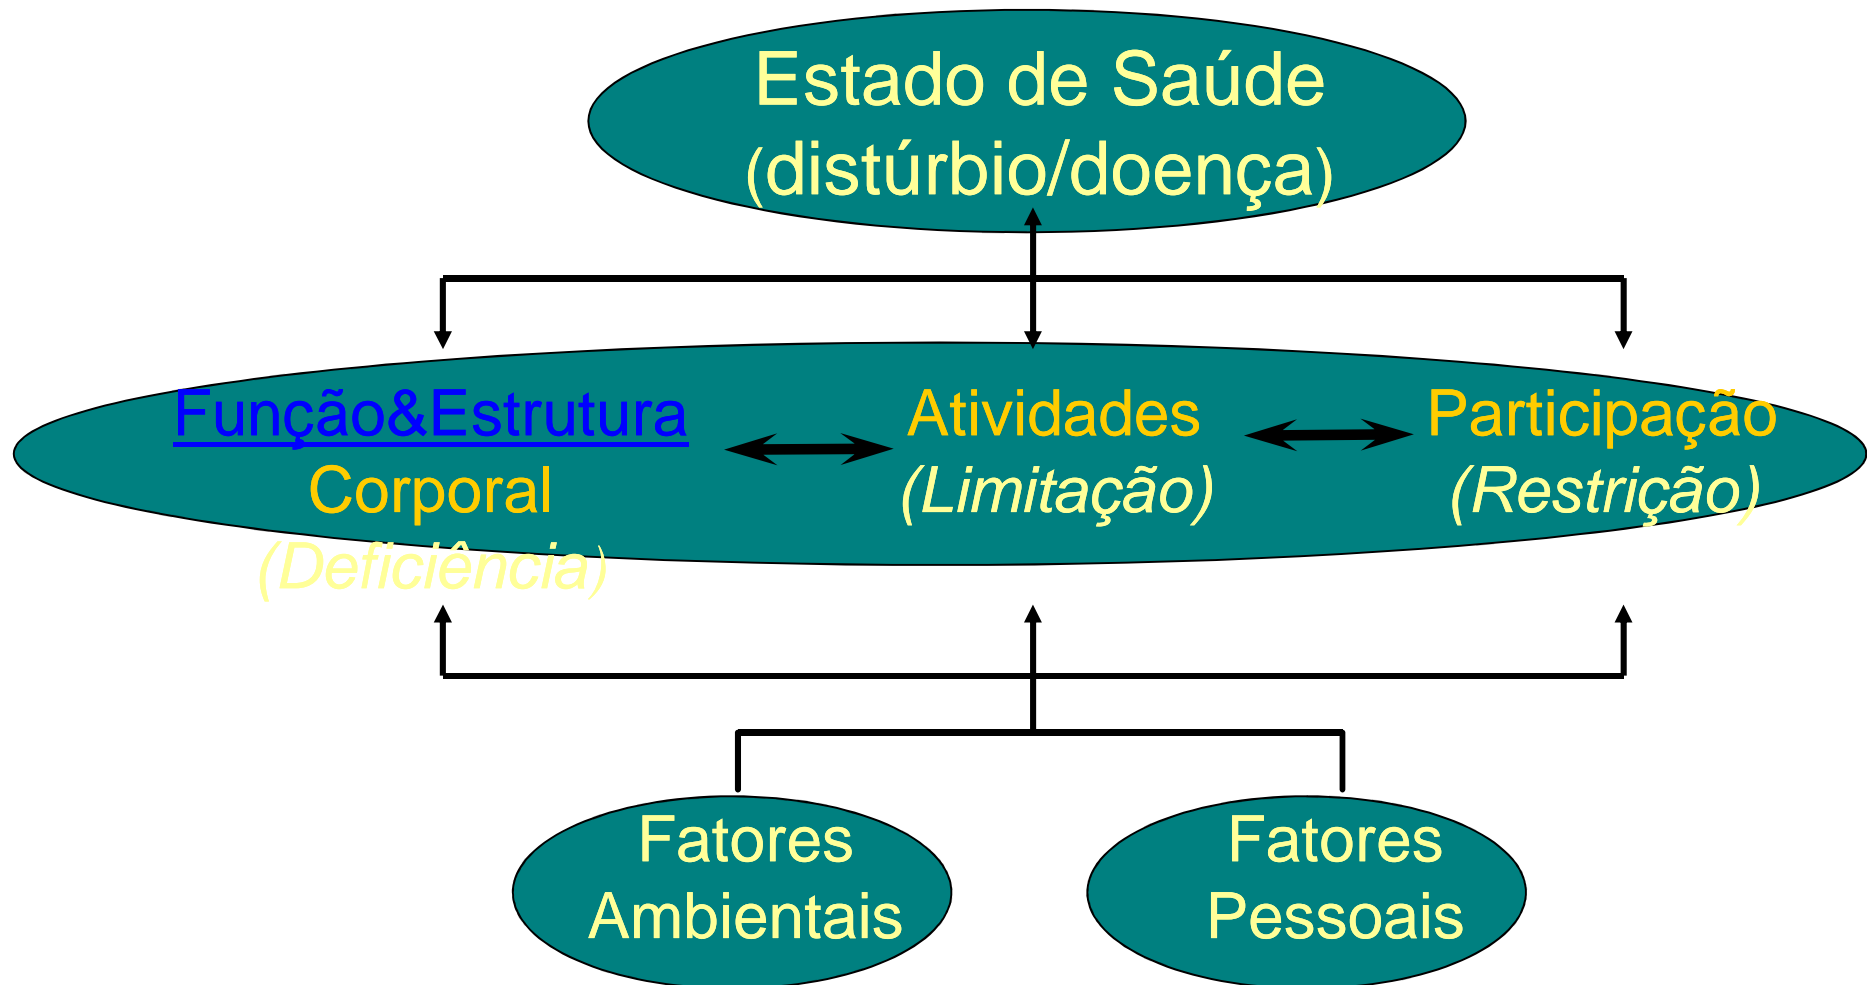 Estado de Saúde
(distúrbio/doença)
Função&Estrutura
Corporal
(Deficiência)
Atividades
(Limitação)
Participação
(Restrição)
Fatores
Ambientais
Fatores
Pessoais